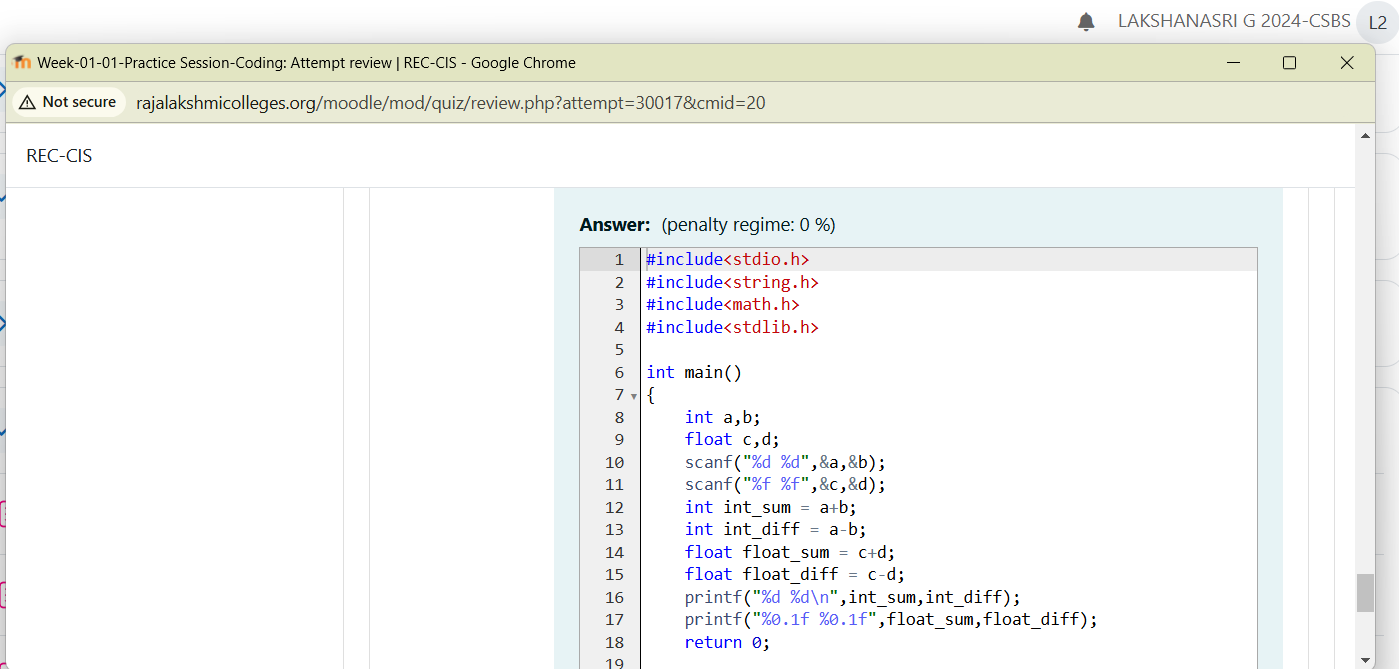 LAKSHANASRI G 2024-CSBS L2
Week-01-01-Practice Session-Coding: Attempt review | REC-CIS - Google Chrome
Not secure rajalakshmicolleges.org/moodle/mod/quiz/review.php?attempt=30017&cmid=20
REC-CIS
Answer: (penalty regime: 0 %)
1 #include<stdio.h>
2 #include<string.h>
3 #include<math.h>
4 #include<stdlib.h>
5
6 int main()
7 {
8     int a,b;
9     float c,d;
10     scanf("%d %d",&a,&b);
11     scanf("%f %f",&c,&d);
12     int int_sum = a+b;
13     int int_diff = a-b;
14     float float_sum = c+d;
15     float float_diff = c-d;
16     printf("%d %d\n",int_sum,int_diff);
17     printf("%0.1f %0.1f",float_sum,float_diff);
18     return 0;
19